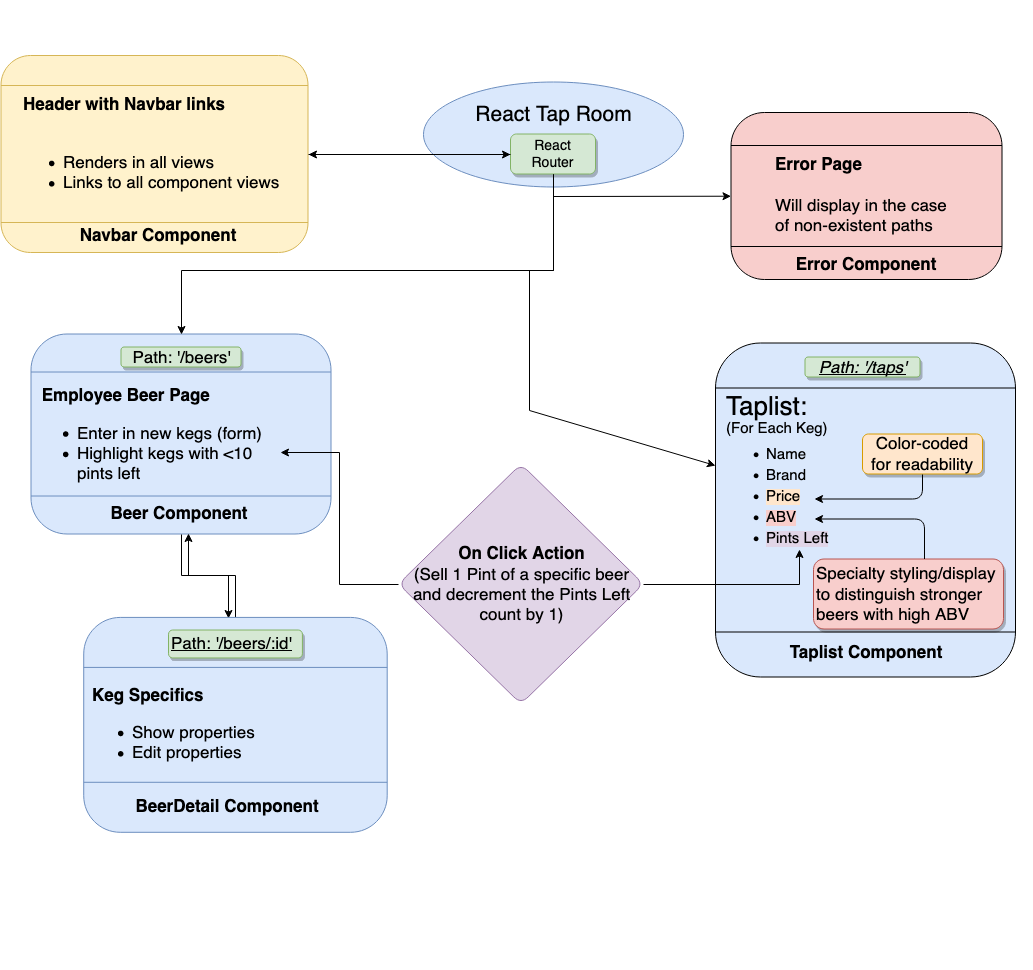 React Tap Room
React
Router
Header with Navbar links
Renders in all views
Links to all component views
Navbar Component
Error Page
Will display in the case
of non-existent paths
Error Component
Path: '/beers'
Employee Beer Page
Enter in new kegs (form)
Highlight kegs with <10
pints left
Beer Component
Path: '/taps'
Taplist:
(For Each Keg)
Name
Brand
Price
ABV
Pints Left
Color-coded
for readability
Specialty styling/display
to distinguish stronger
beers with high ABV
Taplist Component
On Click Action
(Sell 1 Pint of a specific beer
and decrement the Pints Left
count by 1)
Path: '/beers/:id'
Keg Specifics
Show properties
Edit properties
BeerDetail Component